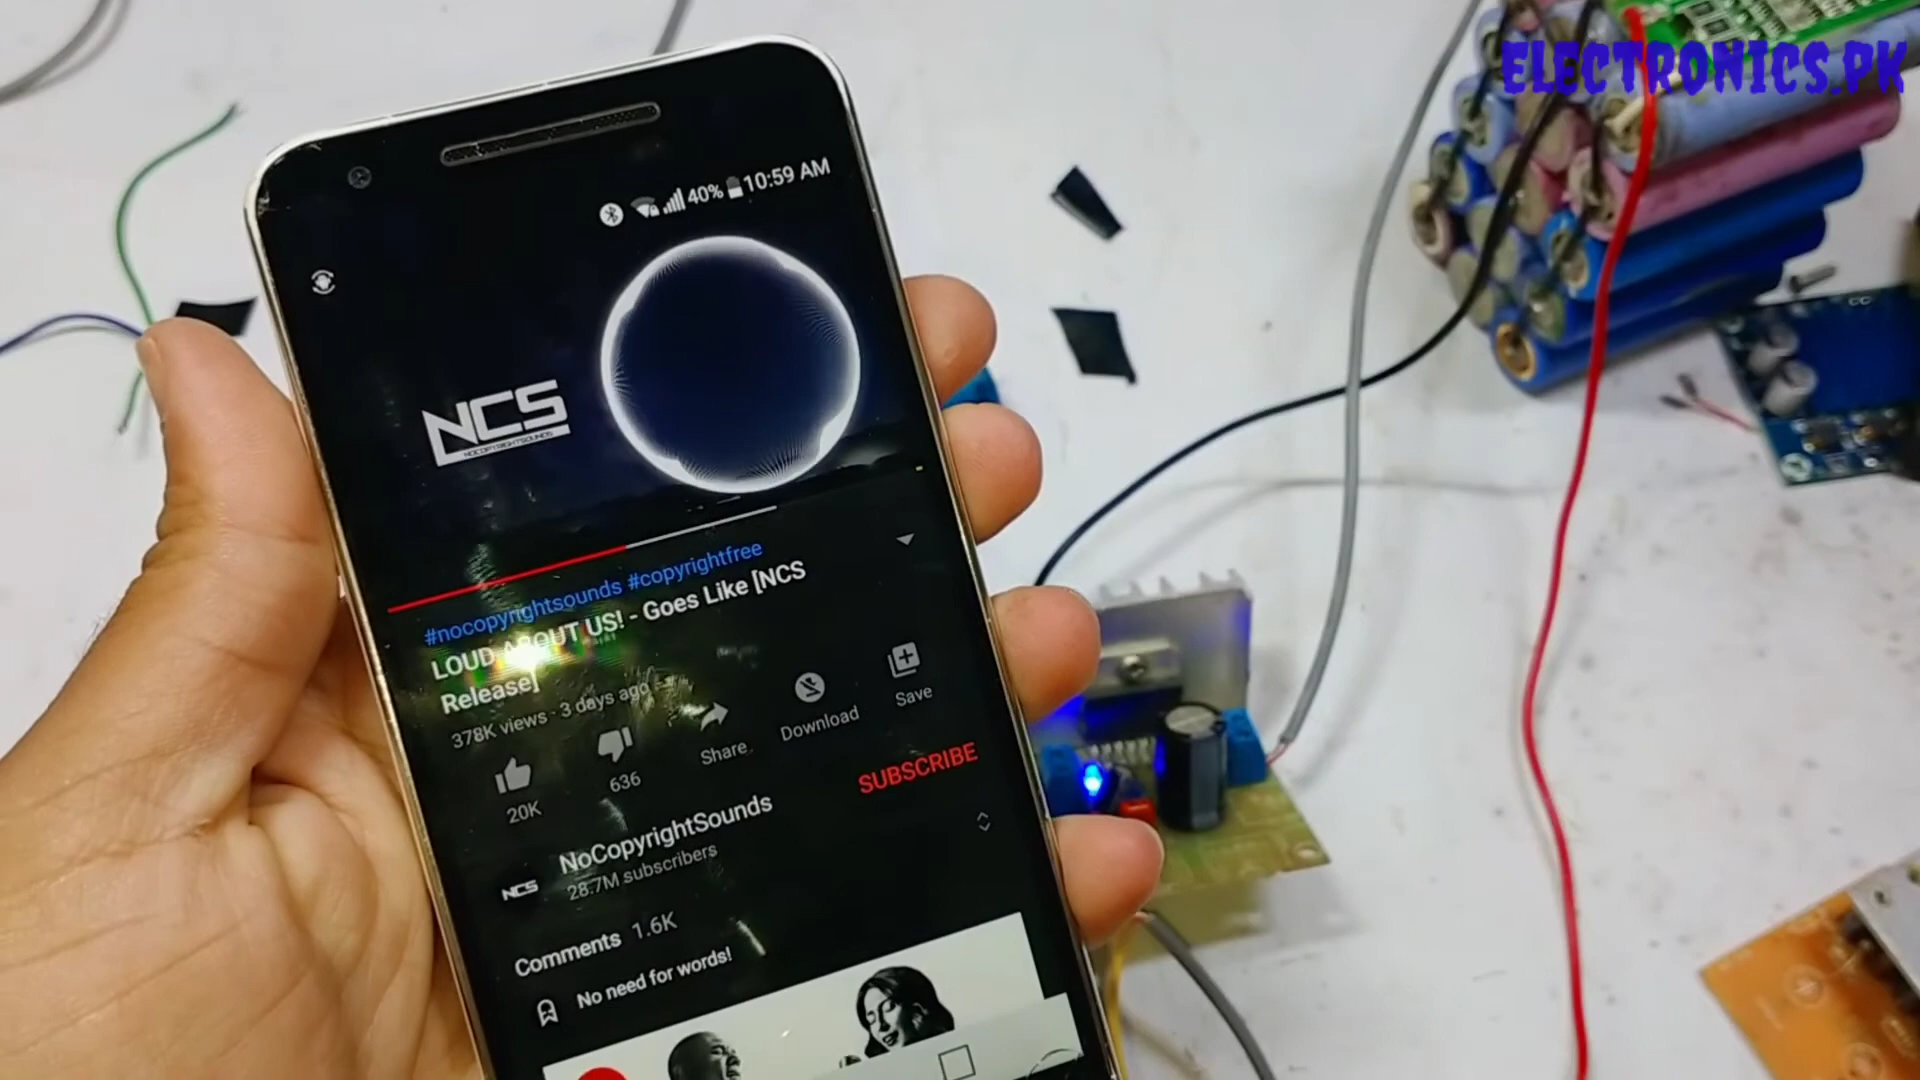 ELECTRONICS.PK
40% 10:59 AM
NCS
NOCOPYRIGHTSOUNDS
#nocopyrightsounds #copyrightfree
LOUD ABOUT US! - Goes Like [NCS
Release]
378K views · 3 days ago
20K
636
Share
Download
Save
NCS
NoCopyrightSounds
28.7M subscribers
SUBSCRIBE
Comments 1.6K
No need for words!
CC